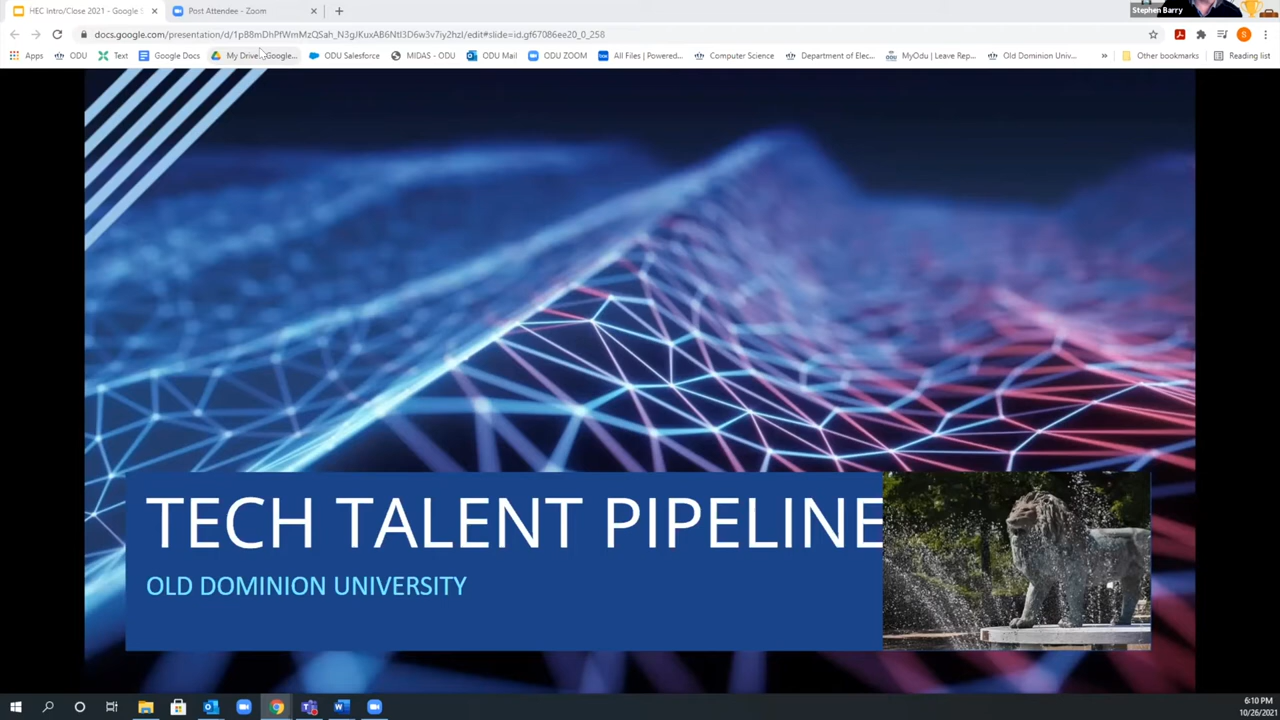 HEC Intro/Close 2021 - Google S
Post Attendee - Zoom
Stephen Barry
docs.google.com/presentation/d/1p88mDhPfWmMzQSah_N3gJKuxAB6NtI3D6w3v7iy2hzI/edit#slide=id.gf67086ee20_0_258
Apps ODU Text Google Docs My Drive - Google... ODU Salesforce MIDAS - ODU ODU Mail ODU ZOOM All Files | Powered... Computer Science Department of Elec... MyOdu | Leave Rep... Old Dominion Univ... » Other bookmarks Reading list
TECH TALENT PIPELINE
OLD DOMINION UNIVERSITY
6:10 PM
10/26/2021